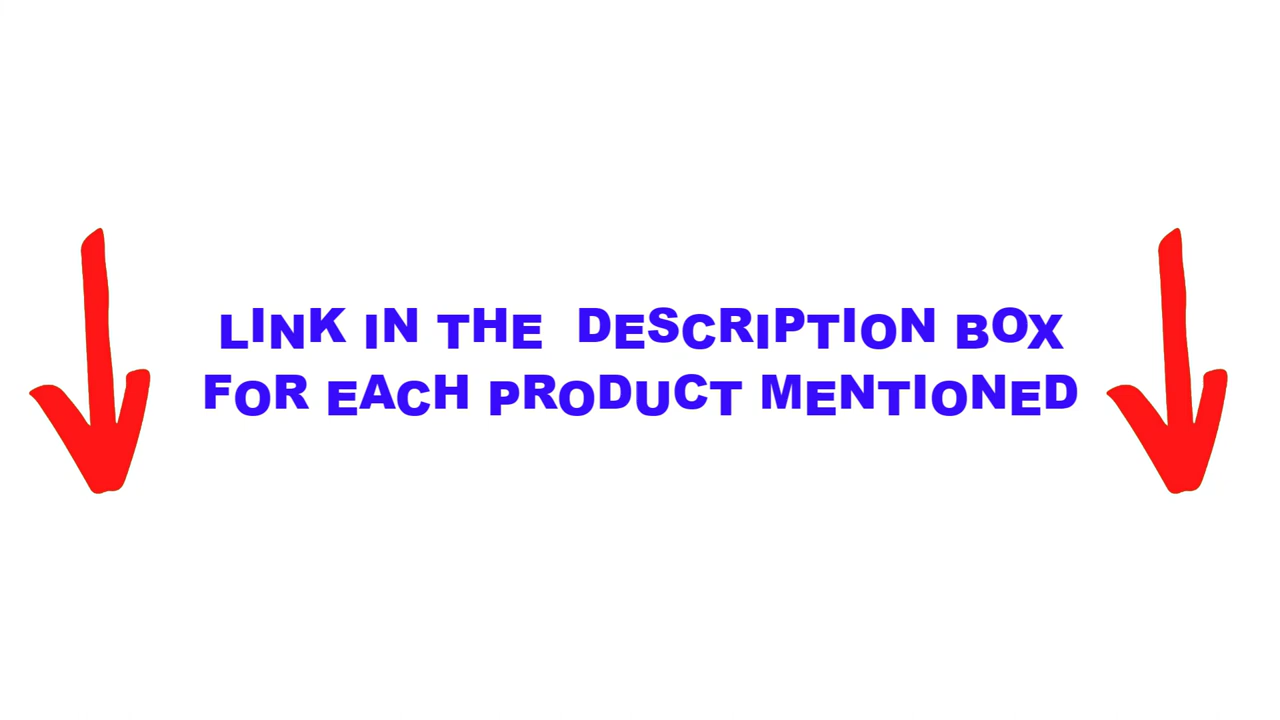 LINK IN THE DESCRIPTION BOX
FOR EACH PRODUCT MENTIONED